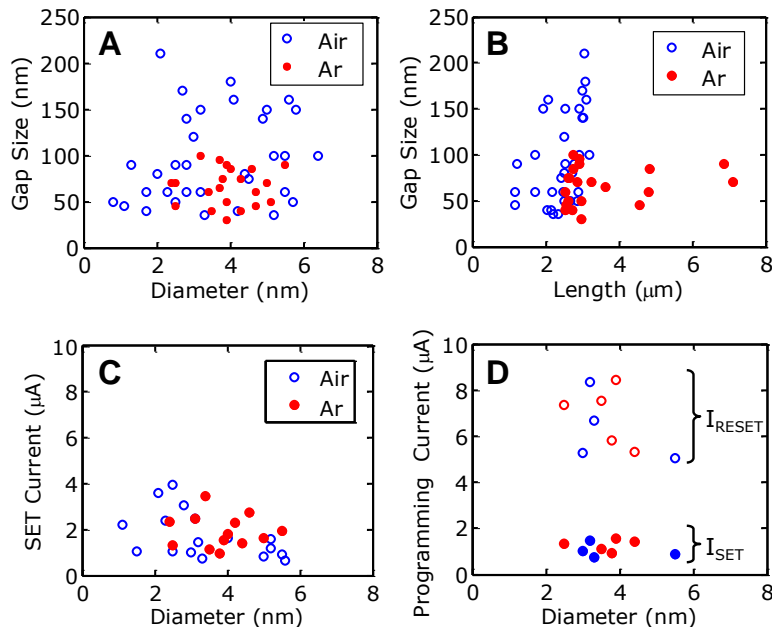 A
Air
Ar
250
200
150
100
50
0
Gap Size (nm)
0 2 4 6 8
Diameter (nm)
B
Air
Ar
250
200
150
100
50
0
Gap Size (nm)
0 2 4 6 8
Length (μm)
C
Air
Ar
10
8
6
4
2
0
SET Current (μA)
0 2 4 6 8
Diameter (nm)
D
10
8
6
4
2
0
Programming Current (μA)
I_RESET
I_SET
0 2 4 6 8
Diameter (nm)